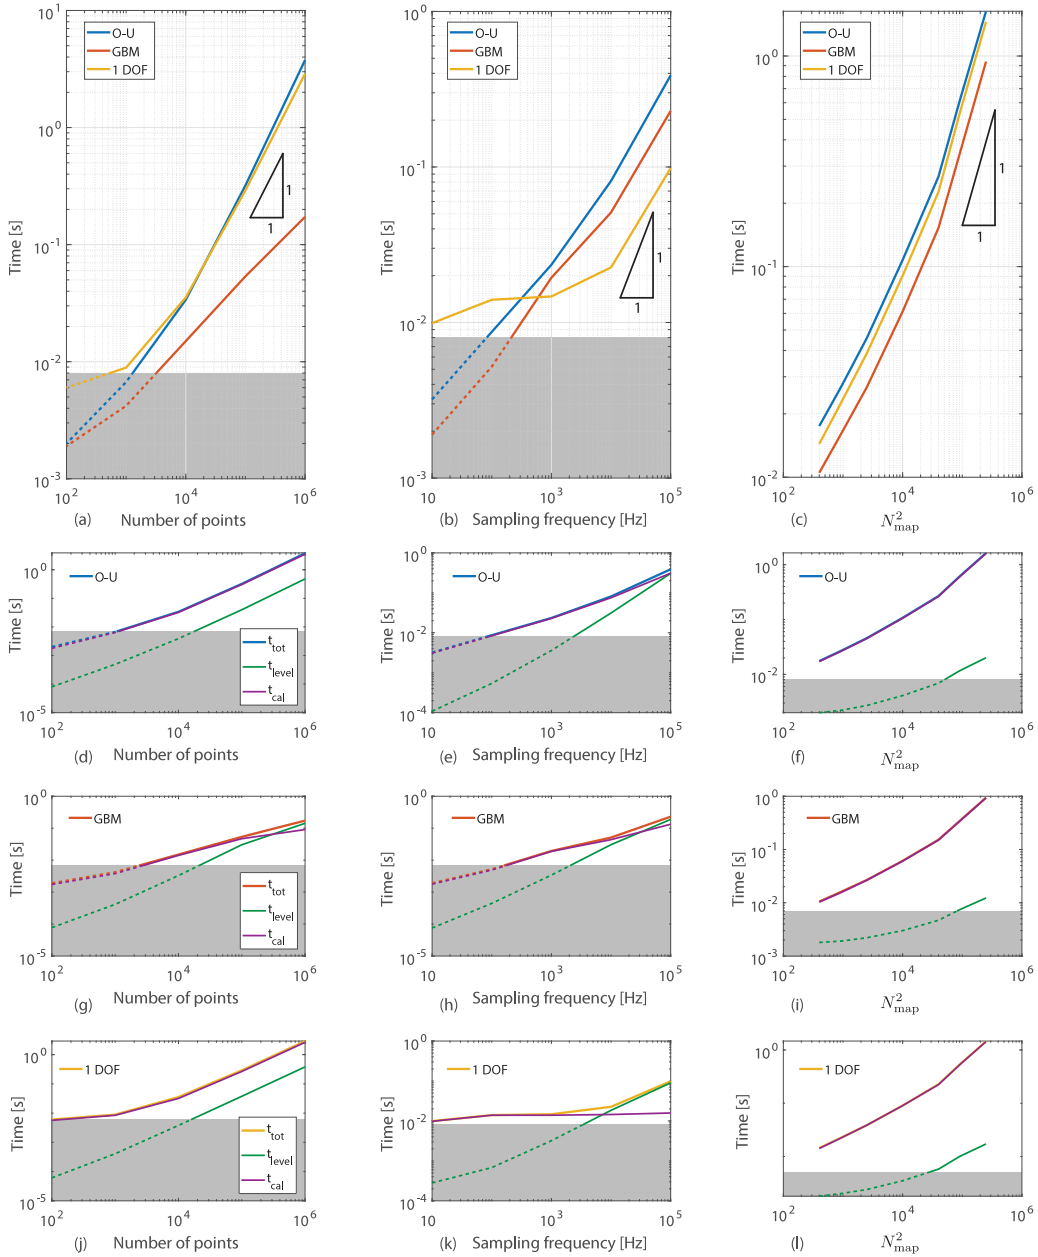 10^1
10^0
10^-1
10^-2
10^-3
Time [s]
O-U
GBM
1 DOF
1
1
10^2
10^4
10^6
(a)
Number of points
10^0
10^-1
10^-2
10^-3
Time [s]
O-U
GBM
1 DOF
1
1
10
10^3
10^5
(b)
Sampling frequency [Hz]
10^0
10^-1
10^-2
Time [s]
O-U
GBM
1 DOF
1
1
10^2
10^4
10^6
(c)
N^2_map
10^0
10^-5
Time [s]
O-U
t_tot
t_level
t_cal
10^2
10^4
10^6
(d)
Number of points
10^0
10^-2
10^-4
Time [s]
O-U
10
10^3
10^5
(e)
Sampling frequency [Hz]
10^0
10^-2
Time [s]
O-U
10^2
10^4
10^6
(f)
N^2_map
10^0
10^-5
Time [s]
GBM
t_tot
t_level
t_cal
10^2
10^4
10^6
(g)
Number of points
10^0
10^-5
Time [s]
GBM
10
10^3
10^5
(h)
Sampling frequency [Hz]
10^0
10^-1
10^-2
10^-3
Time [s]
GBM
10^2
10^4
10^6
(i)
N^2_map
10^0
10^-5
Time [s]
1 DOF
t_tot
t_level
t_cal
10^2
10^4
10^6
(j)
Number of points
10^0
10^-2
10^-4
Time [s]
1 DOF
10
10^3
10^5
(k)
Sampling frequency [Hz]
10^0
Time [s]
1 DOF
10^2
10^4
10^6
(l)
N^2_map